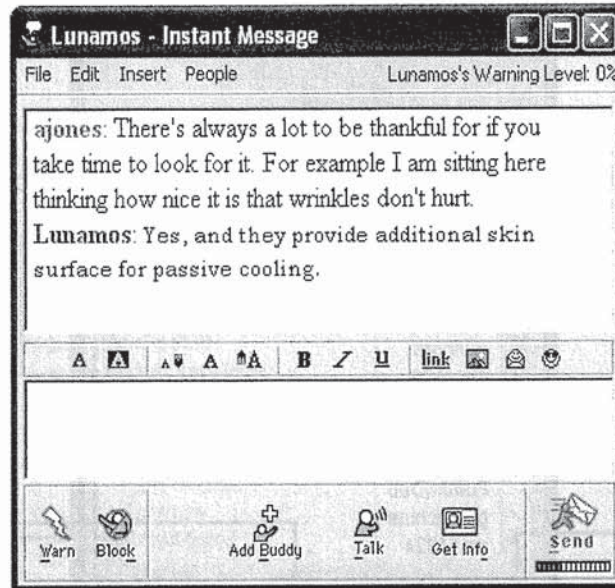 Lunamos - Instant Message
File Edit Insert People Lunamos's Warning Level: 0%
ajones: There's always a lot to be thankful for if you
take time to look for it. For example I am sitting here
thinking how nice it is that wrinkles don't hurt.
Lunamos: Yes, and they provide additional skin
surface for passive cooling.
A A A A A B I U link
Warn Block Add Buddy Talk Get Info Send